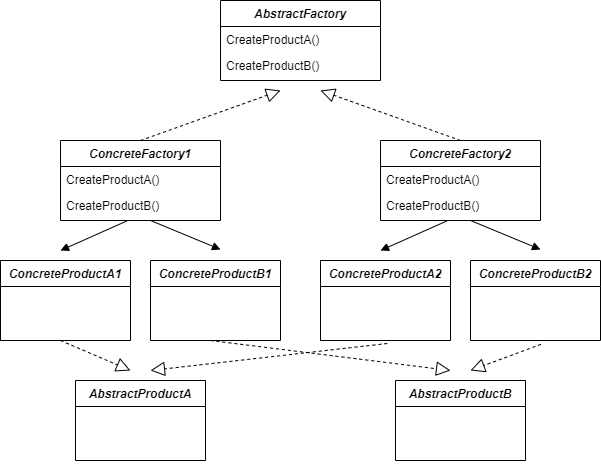 AbstractFactory
CreateProductA()
CreateProductB()
ConcreteFactory1
CreateProductA()
CreateProductB()
ConcreteFactory2
CreateProductA()
CreateProductB()
ConcreteProductA1
ConcreteProductB1
ConcreteProductA2
ConcreteProductB2
AbstractProductA
AbstractProductB